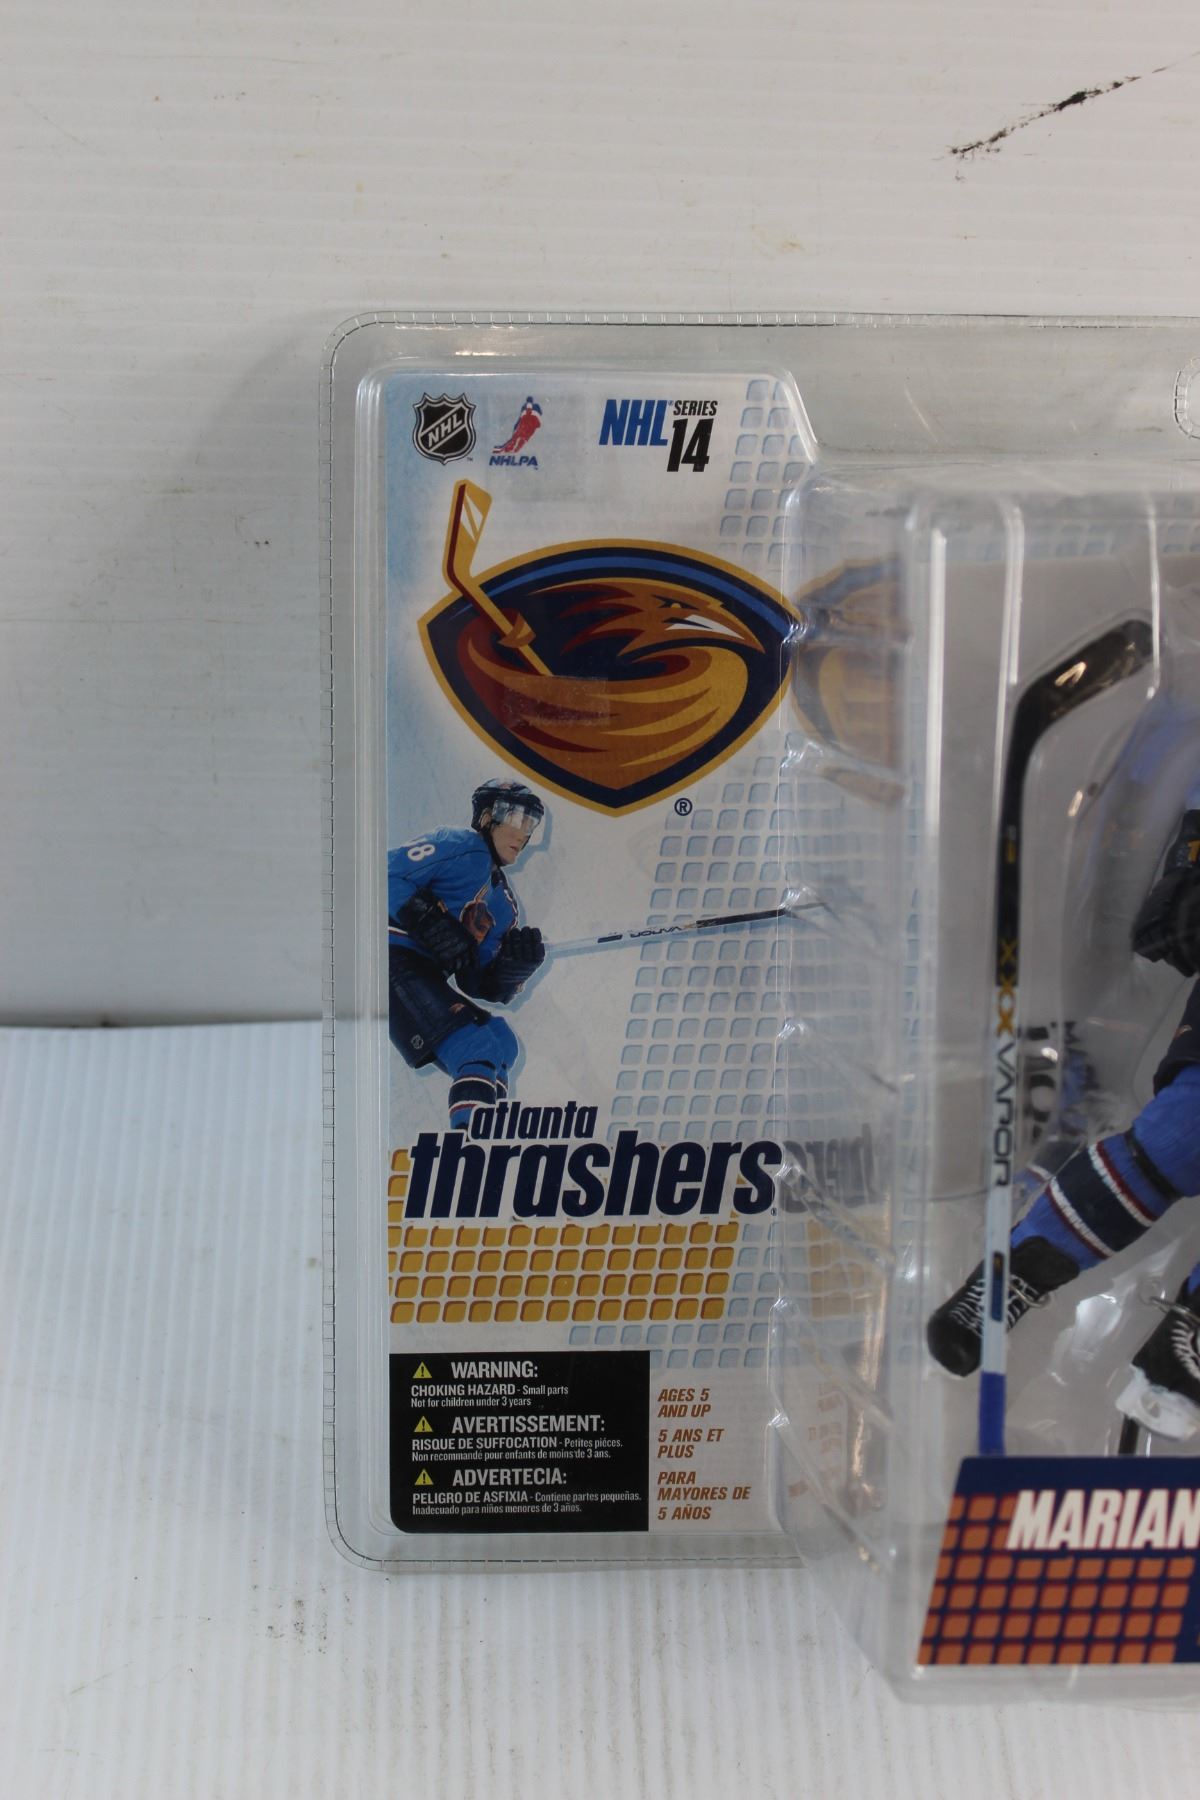 NHL
NHLPA
NHL SERIES
14
®
18
VAPOR
atlanta
thrashers
WARNING:
CHOKING HAZARD - Small parts
Not for children under 3 years
AVERTISSEMENT:
RISQUE DE SUFFOCATION - Petites pièces.
Non recommandé pour enfants de moins de 3 ans.
ADVERTECIA:
PELIGRO DE ASFIXIA - Contiene partes pequeñas.
Inadecuado para niños menores de 3 años.
AGES 5
AND UP
5 ANS ET
PLUS
PARA
MAYORES DE
5 AÑOS
XXX VAPOR
MARIAN